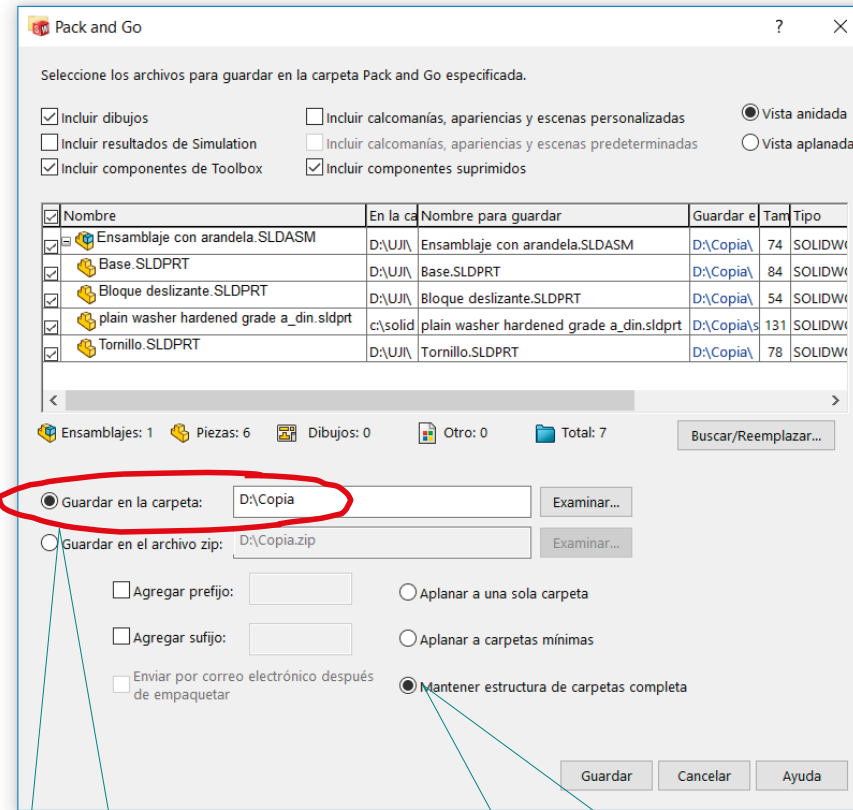 Pack and Go ?
Seleccione los archivos para guardar en la carpeta Pack and Go especificada.
Incluir dibujos Incluir calcomanías, apariencias y escenas personalizadas Vista anidada
Incluir resultados de Simulation Incluir calcomanías, apariencias y escenas predeterminadas Vista aplanada
Incluir componentes de Toolbox Incluir componentes suprimidos
Nombre En la ca Nombre para guardar Guardar e Tam Tipo
Ensamblaje con arandela.SLDASM D:\UJI\ Ensamblaje con arandela.SLDASM D:\Copia\ 74 SOLIDW
Base.SLDPRT D:\UJI\ Base.SLDPRT D:\Copia\ 84 SOLIDW
Bloque deslizante.SLDPRT D:\UJI\ Bloque deslizante.SLDPRT D:\Copia\ 54 SOLIDW
plain washer hardened grade a_din.sldprt c:\solid plain washer hardened grade a_din.sldprt D:\Copia\s 131 SOLIDW
Tornillo.SLDPRT D:\UJI\ Tornillo.SLDPRT D:\Copia\ 78 SOLIDW
Ensamblajes: 1 Piezas: 6 Dibujos: 0 Otro: 0 Total: 7 Buscar/Reemplazar...
Guardar en la carpeta: D:\Copia Examinar...
Guardar en el archivo zip: D:\Copia.zip Examinar...
Agregar prefijo: Aplanar a una sola carpeta
Agregar sufijo: Aplanar a carpetas mínimas
Enviar por correo electrónico después
de empaquetar
Mantener estructura de carpetas completa
Guardar Cancelar Ayuda